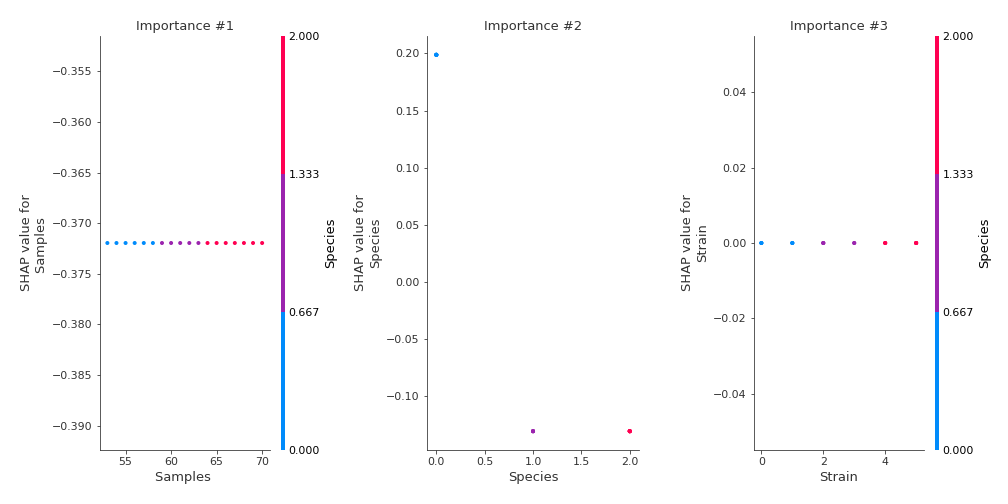 Importance #1
Importance #2
Importance #3
2.000
1.333
0.667
0.000
Species
−0.355
−0.360
−0.365
−0.370
−0.375
−0.380
−0.385
−0.390
SHAP value for
Samples
55
60
65
70
Samples
0.20
0.15
0.10
0.05
0.00
−0.05
−0.10
SHAP value for
Species
0.0
0.5
1.0
1.5
2.0
Species
0.04
0.02
0.00
−0.02
−0.04
SHAP value for
Strain
0
2
4
Strain
2.000
1.333
0.667
0.000
Species